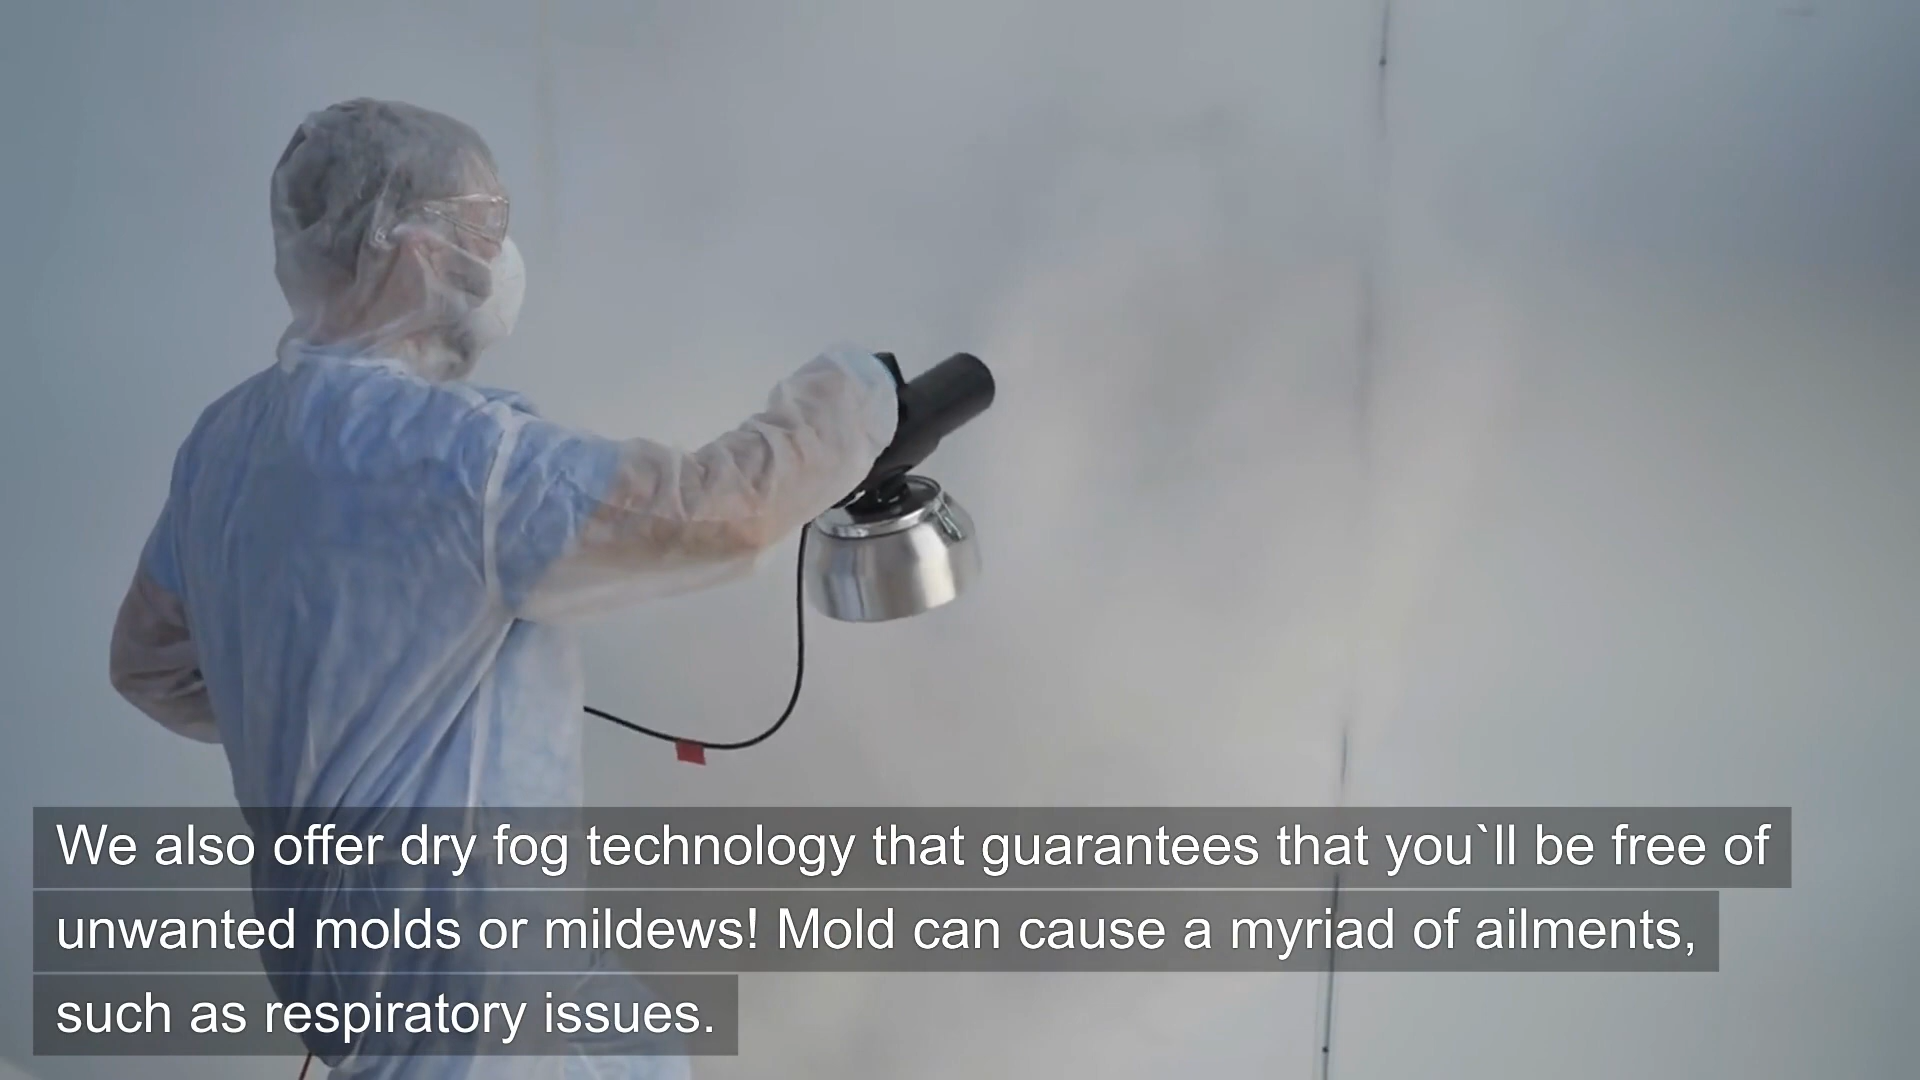 We also offer dry fog technology that guarantees that you`ll be free of
unwanted molds or mildews! Mold can cause a myriad of ailments,
such as respiratory issues.